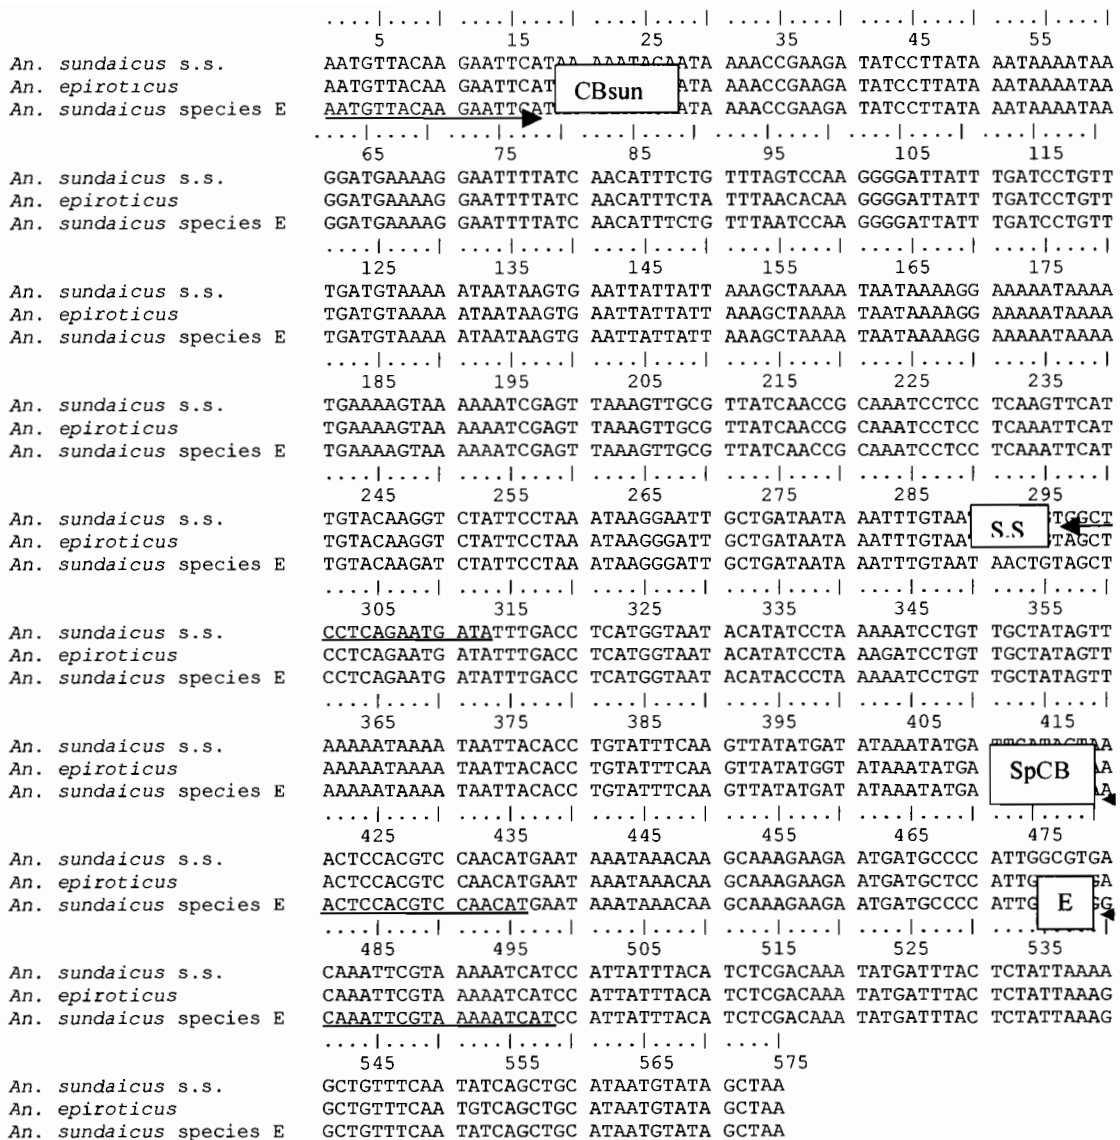 ....|....| ....|....| ....|....| ....|....| ....|....| ....|....|
5 15 25 35 45 55
An. sundaicus s.s. AATGTTACAA GAATTCATAA AAATACAATA AAACCGAAGA TATCCTTATA AATAAAATAA
An. epiroticus AATGTTACAA GAATTCAT CBsun ATA AAACCGAAGA TATCCTTATA AATAAAATAA
An. sundaicus species E AATGTTACAA GAATTCAT ATA AAACCGAAGA TATCCTTATA AATAAAATAA
....|....| ....|....| ....|....| ....|....| ....|....| ....|....|
65 75 85 95 105 115
An. sundaicus s.s. GGATGAAAAG GAATTTTATC AACATTTCTG TTTAGTCCAA GGGGATTATT TGATCCTGTT
An. epiroticus GGATGAAAAG GAATTTTATC AACATTTCTA TTTAACACAA GGGGATTATT TGATCCTGTT
An. sundaicus species E GGATGAAAAG GAATTTTATC AACATTTCTG TTTAATCCAA GGGGATTATT TGATCCTGTT
....|....| ....|....| ....|....| ....|....| ....|....| ....|....|
125 135 145 155 165 175
An. sundaicus s.s. TGATGTAAAA ATAATAAGTG AATTATTATT AAAGCTAAAA TAATAAAAGG AAAAATAAAA
An. epiroticus TGATGTAAAA ATAATAAGTG AATTATTATT AAAGCTAAAA TAATAAAAGG AAAAATAAAA
An. sundaicus species E TGATGTAAAA ATAATAAGTG AATTATTATT AAAGCTAAAA TAATAAAAGG AAAAATAAAA
....|....| ....|....| ....|....| ....|....| ....|....| ....|....|
185 195 205 215 225 235
An. sundaicus s.s. TGAAAAGTAA AAAATCGAGT TAAAGTTGCG TTATCAACCG CAAATCCTCC TCAAGTTCAT
An. epiroticus TGAAAAGTAA AAAATCGAGT TAAAGTTGCG TTATCAACCG CAAATCCTCC TCAAATTCAT
An. sundaicus species E TGAAAAGTAA AAAATCGAGT TAAAGTTGCG TTATCAACCG CAAATCCTCC TCAAATTCAT
....|....| ....|....| ....|....| ....|....| ....|....| ....|....|
245 255 265 275 285 295
An. sundaicus s.s. TGTACAAGGT CTATTCCTAA ATAAGGAATT GCTGATAATA AATTTGTAAT S.S GTGGCT
An. epiroticus TGTACAAGGT CTATTCCTAA ATAAGGGATT GCTGATAATA AATTTGTAAT GTAGCT
An. sundaicus species E TGTACAAGAT CTATTCCTAA ATAAGGGATT GCTGATAATA AATTTGTAAT AACTGTAGCT
....|....| ....|....| ....|....| ....|....| ....|....| ....|....|
305 315 325 335 345 355
An. sundaicus s.s. CCTCAGAATG ATATTTGACC TCATGGTAAT ACATATCCTA AAAATCCTGT TGCTATAGTT
An. epiroticus CCTCAGAATG ATATTTGACC TCATGGTAAT ACATATCCTA AAGATCCTGT TGCTATAGTT
An. sundaicus species E CCTCAGAATG ATATTTGACC TCATGGTAAT ACATACCCTA AAAATCCTGT TGCTATAGTT
....|....| ....|....| ....|....| ....|....| ....|....| ....|....|
365 375 385 395 405 415
An. sundaicus s.s. AAAAATAAAA TAATTACACC TGTATTTCAA GTTATATGAT ATAAATATGA TTCATACTAA
An. epiroticus AAAAATAAAA TAATTACACC TGTATTTCAA GTTATATGGT ATAAATATGA SpCB AA
An. sundaicus species E AAAAATAAAA TAATTACACC TGTATTTCAA GTTATATGAT ATAAATATGA A
....|....| ....|....| ....|....| ....|....| ....|....| ....|....|
425 435 445 455 465 475
An. sundaicus s.s. ACTCCACGTC CAACATGAAT AAATAAACAA GCAAAGAAGA ATGATGCCCC ATTGGCGTGA
An. epiroticus ACTCCACGTC CAACATGAAT AAATAAACAA GCAAAGAAGA ATGATGCTCC ATTG GA
An. sundaicus species E ACTCCACGTC CAACATGAAT AAATAAACAA GCAAAGAAGA ATGATGCCCC ATTG E GG
....|....| ....|....| ....|....| ....|....| ....|....| ....|....|
485 495 505 515 525 535
An. sundaicus s.s. CAAATTCGTA AAAATCATCC ATTATTTACA TCTCGACAAA TATGATTTAC TCTATTAAAA
An. epiroticus CAAATTCGTA AAAATCATCC ATTATTTACA TCTCGACAAA TATGATTTAC TCTATTAAAG
An. sundaicus species E CAAATTCGTA AAAATCATCC ATTATTTACA TCTCGACAAA TATGATTTAC TCTATTAAAG
....|....| ....|....| ....|....| ....|
545 555 565 575
An. sundaicus s.s. GCTGTTTCAA TATCAGCTGC ATAATGTATA GCTAA
An. epiroticus GCTGTTTCAA TGTCAGCTGC ATAATGTATA GCTAA
An. sundaicus species E GCTGTTTCAA TATCAGCTGC ATAATGTATA GCTAA